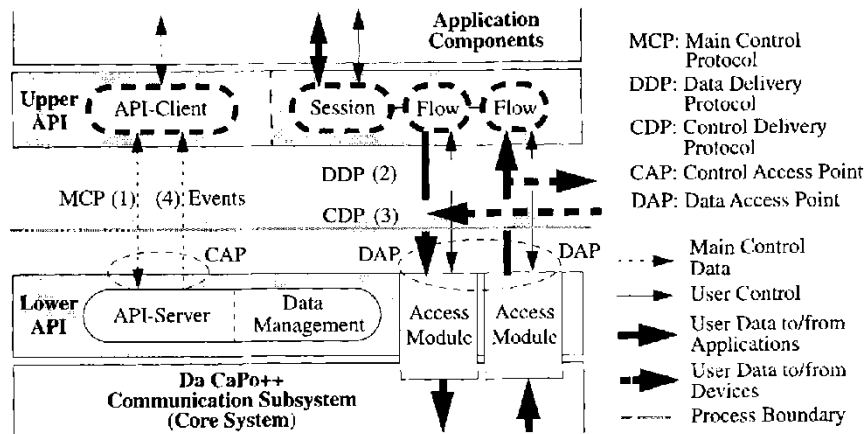 Application
Components
Upper
API
API-Client
Session
Flow
Flow
DDP (2)
MCP (1)
(4) Events
CDP (3)
CAP
DAP
DAP
Lower
API
API-Server
Data
Management
Access
Module
Access
Module
Da CaPo++
Communication Subsystem
(Core System)
MCP: Main Control
Protocol
DDP: Data Delivery
Protocol
CDP: Control Delivery
Protocol
CAP: Control Access Point
DAP: Data Access Point
Main Control
Data
User Control
User Data to/from
Applications
User Data to/from
Devices
Process Boundary